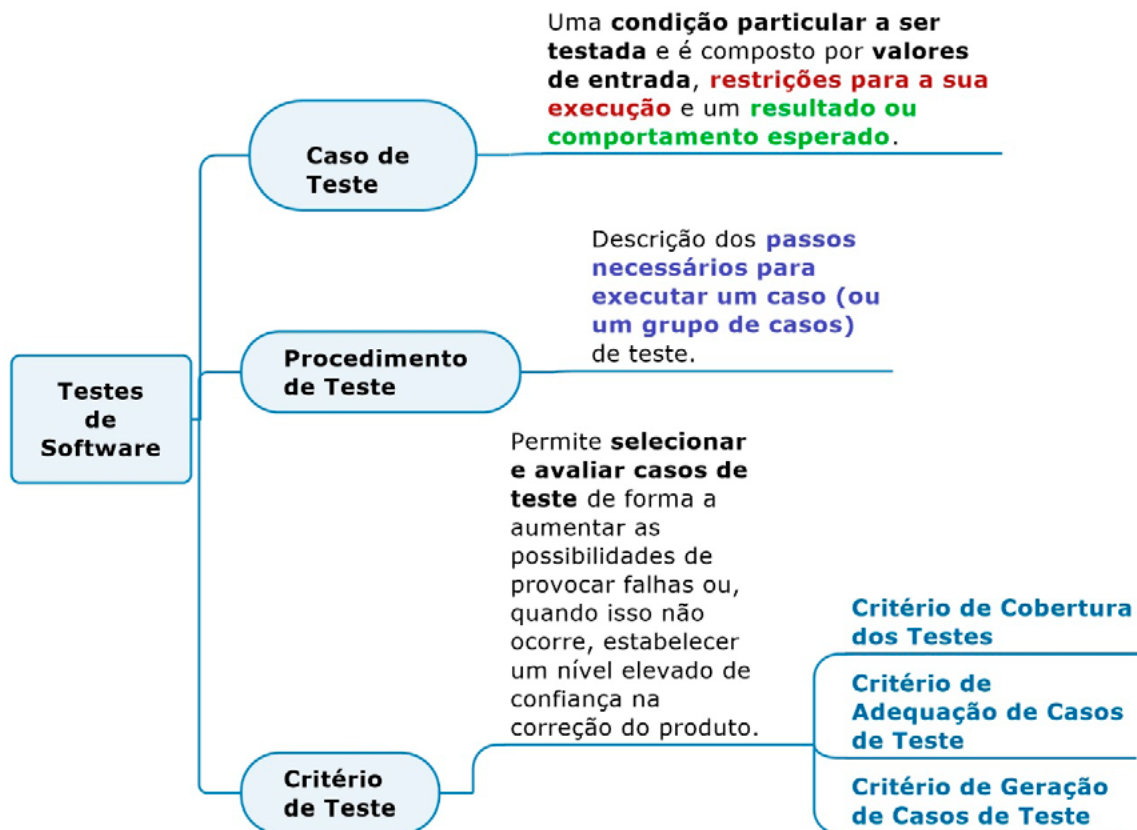 Uma condição particular a ser
testada e é composto por valores
de entrada, restrições para a sua
execução e um resultado ou
comportamento esperado.
Caso de
Teste
Descrição dos passos
necessários para
executar um caso (ou
um grupo de casos)
de teste.
Procedimento
de Teste
Testes
de
Software
Permite selecionar
e avaliar casos de
teste de forma a
aumentar as
possibilidades de
provocar falhas ou,
quando isso não
ocorre, estabelecer
um nível elevado de
confiança na
correção do produto.
Critério
de Teste
Critério de Cobertura
dos Testes
Critério de
Adequação de Casos
de Teste
Critério de Geração
de Casos de Teste